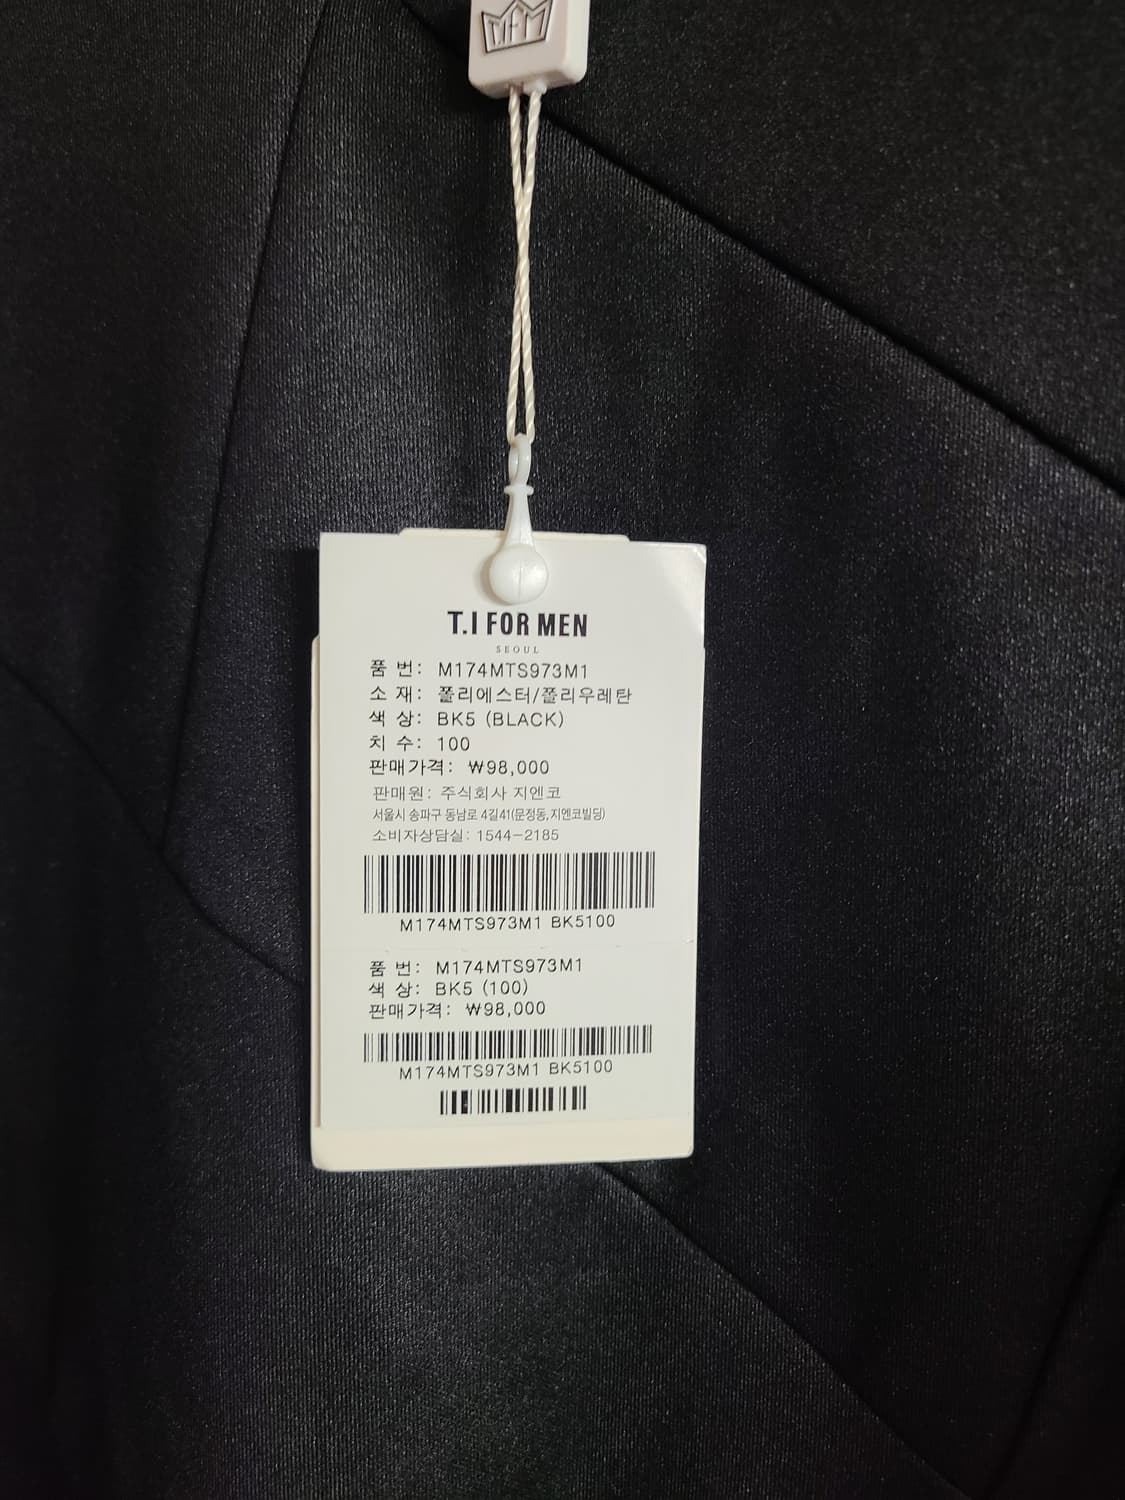 MFM
T.I FOR MEN
SEOUL
품 번: M174MTS973M1
소 재: 폴리에스터/폴리우레탄
색 상: BK5 (BLACK)
치 수: 100
판매가격: ₩98,000
판매원: 주식회사 지엔코
서울시 송파구 동남로 4길41(문정동,지엔코빌딩)
소비자상담실: 1544-2185
M174MTS973M1 BK5100
품 번: M174MTS973M1
색 상: BK5 (100)
판매가격: ₩98,000
M174MTS973M1 BK5100